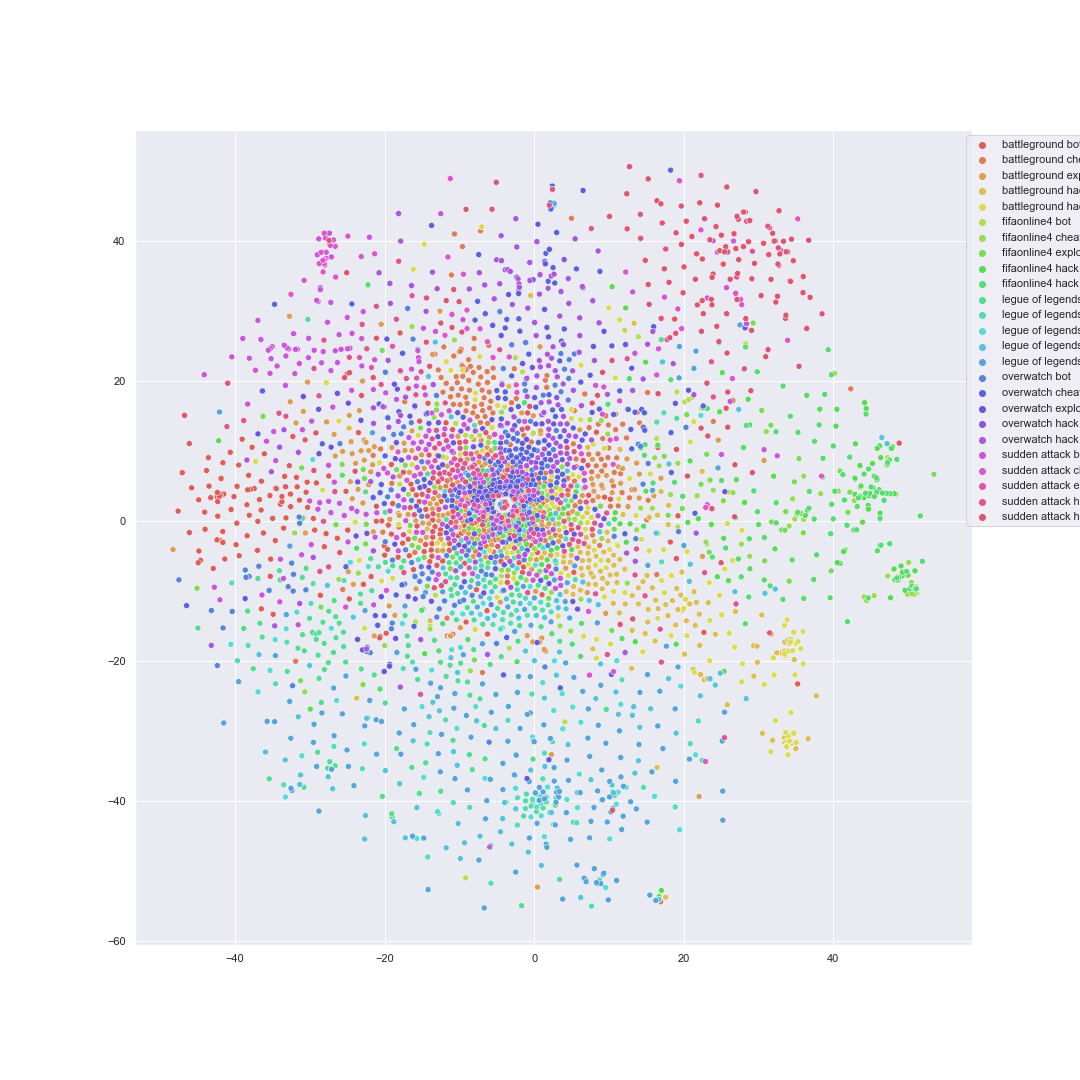 battleground bot
battleground che
battleground exp
battleground hac
battleground hac
fifaonline4 bot
fifaonline4 chea
fifaonline4 explo
fifaonline4 hack
fifaonline4 hack
legue of legends
legue of legends
legue of legends
legue of legends
legue of legends
overwatch bot
overwatch cheat
overwatch explo
overwatch hack
overwatch hack
sudden attack b
sudden attack ch
sudden attack e
sudden attack h
sudden attack h
40
20
0
−20
−40
−60
−40 −20 0 20 40